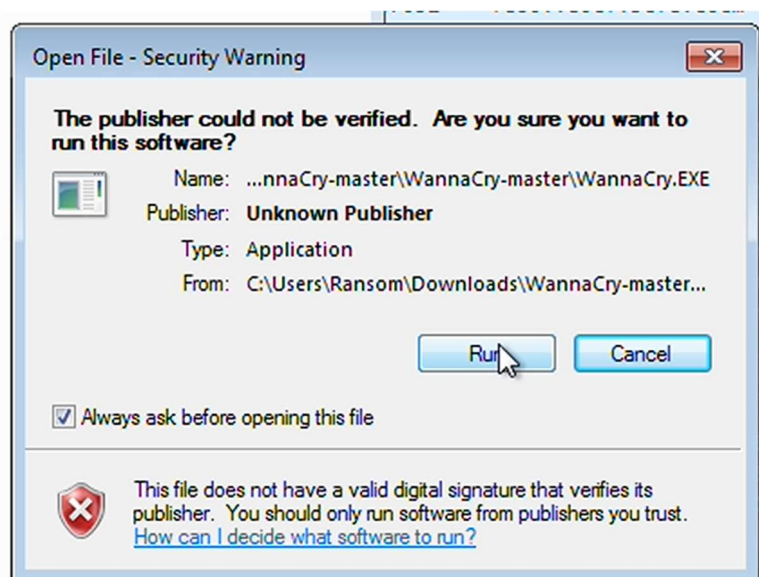 Open File - Security Warning
The publisher could not be verified.  Are you sure you want to
run this software?
Name: ...nnaCry-master\WannaCry-master\WannaCry.EXE
Publisher: Unknown Publisher
Type: Application
From: C:\Users\Ransom\Downloads\WannaCry-master...
Run Cancel
Always ask before opening this file
This file does not have a valid digital signature that verifies its
publisher.  You should only run software from publishers you trust.
How can I decide what software to run?